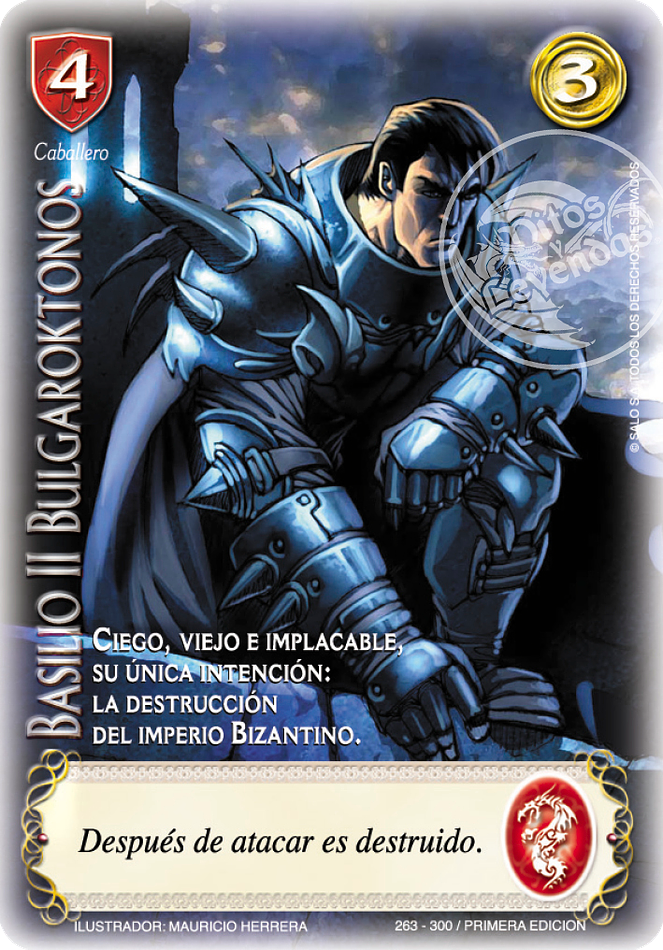 4
3
Caballero
BASILIO II BULGAROKTONOS
Mitos
y
Leyendas
© SALO S.A. TODOS LOS DERECHOS RESERVADOS
CIEGO, VIEJO E IMPLACABLE,
SU ÚNICA INTENCIÓN:
LA DESTRUCCIÓN
DEL IMPERIO BIZANTINO.
Después de atacar es destruido.
ILUSTRADOR: MAURICIO HERRERA
263 - 300 / PRIMERA EDICION